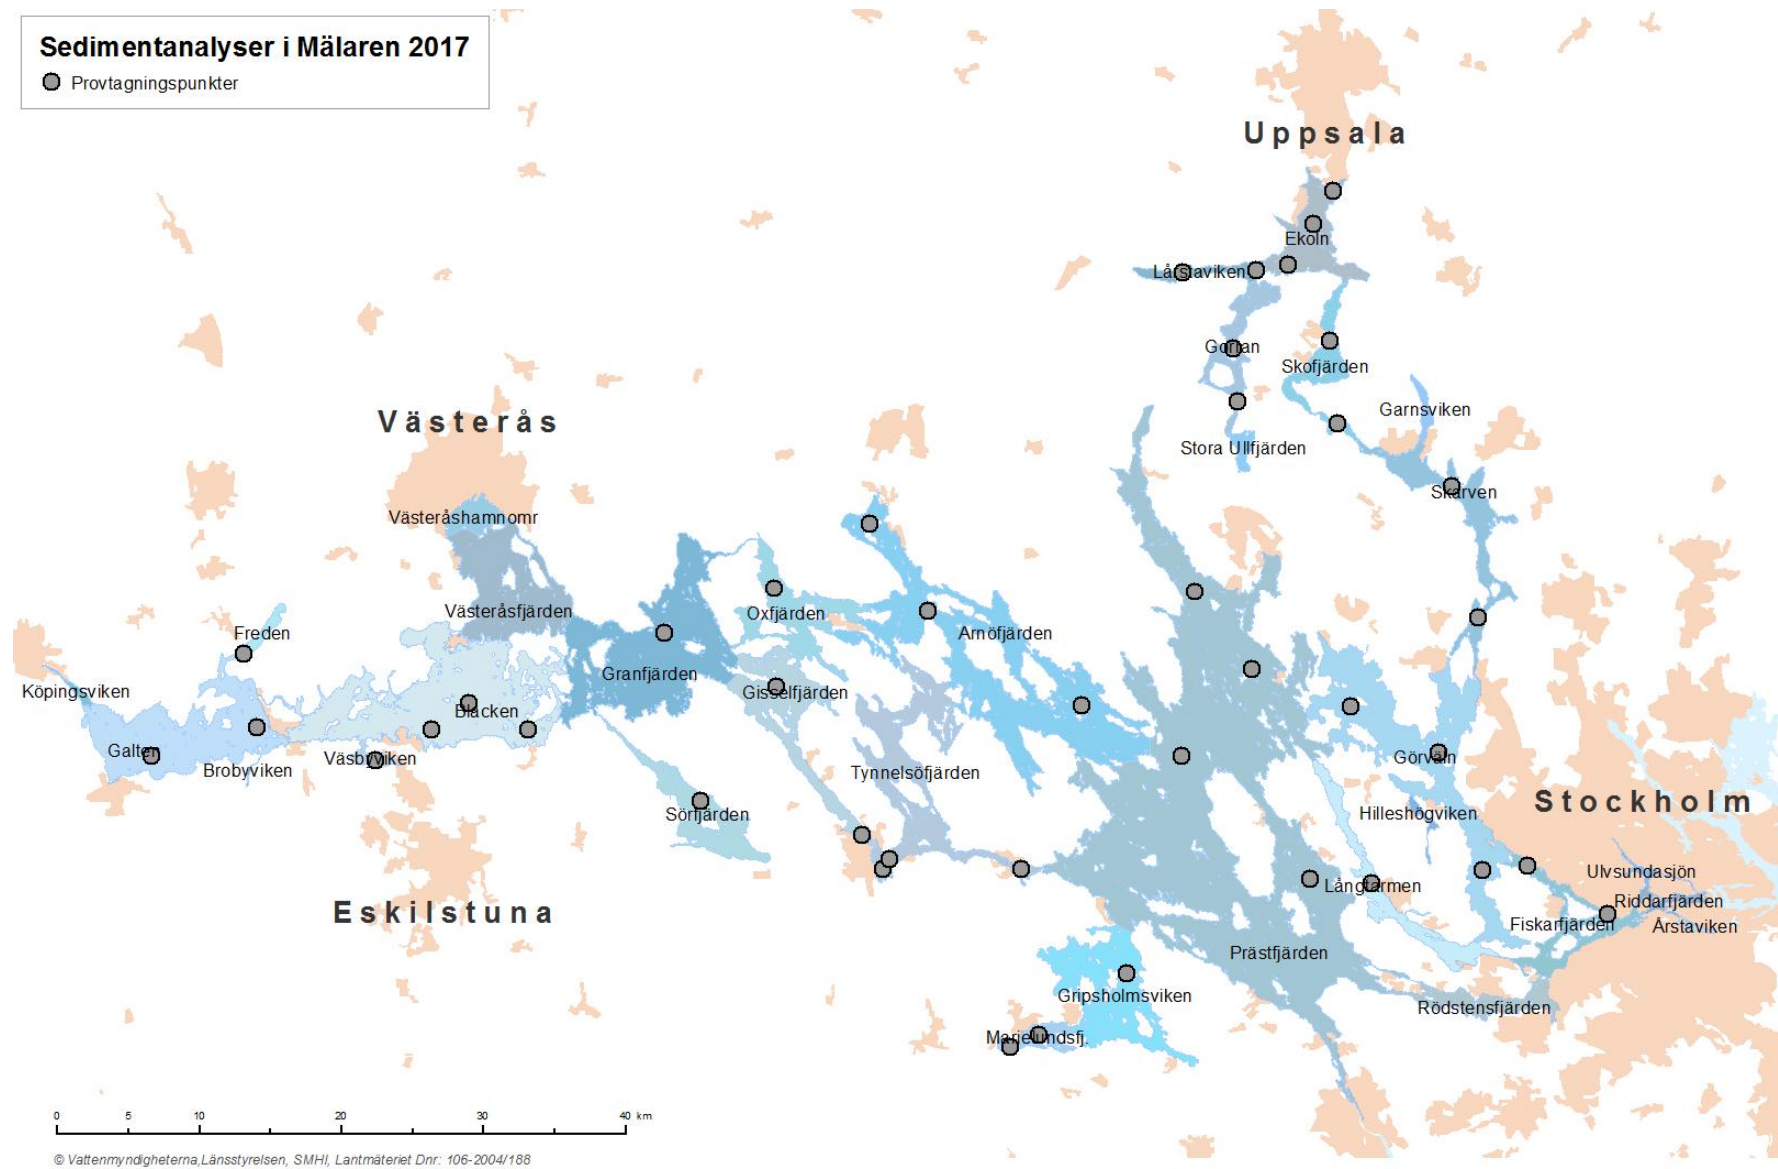 Sedimentanalyser i Mälaren 2017
Provtagningspunkter
Uppsala
Ekoln
Lårstaviken
Gorran
Skofjärden
Garnsviken
Västerås
Stora Ullfjärden
Skarven
Västeråshamnomr
Västeråsfjärden
Oxfjärden
Arnöfjärden
Freden
Granfjärden
Köpingsviken
Gisselfjärden
Blacken
Galten
Väsbyviken
Görväln
Brobyviken
Tynnelsöfjärden
Stockholm
Sörfjärden
Hilleshögviken
Ulvsundasjön
Långtarmen
Riddarfjärden
Eskilstuna
Fiskarfjärden
Årstaviken
Prästfjärden
Gripsholmsviken
Rödstensfjärden
Marielundsfj.
0 5 10 20 30 40 km
© Vattenmyndigheterna,Länsstyrelsen, SMHI, Lantmäteriet Dnr: 106-2004/188